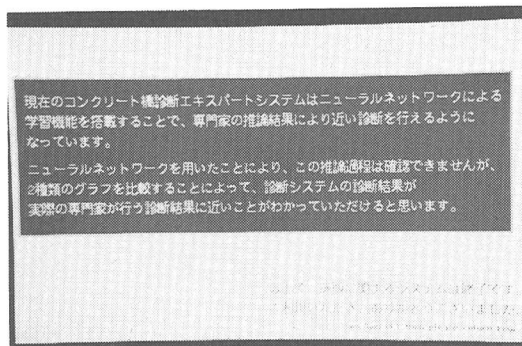 現在のコンクリート橋診断エキスパートシステムはニューラルネットワークによる
学習機能を搭載することで、専門家の推論結果により近い診断を行えるように
なっています。
ニューラルネットワークを用いたことにより、この推論過程は確認できませんが、
2種類のグラフを比較することによって、診断システムの診断結果が
実際の専門家が行う診断結果に近いことがわかっていただけると思います。